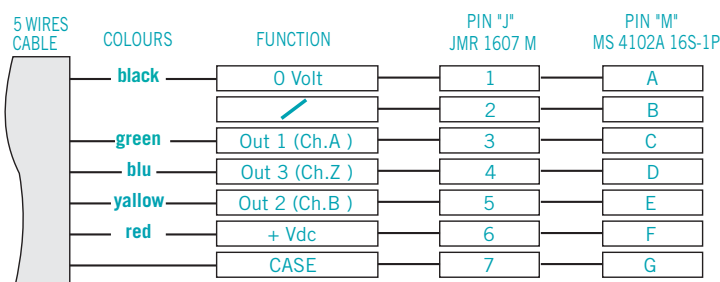 5 WIRES CABLE COLOURS FUNCTION PIN "J" JMR 1607 M PIN "M" MS 4102A 16S-1P
black 0 Volt 1 A
2 B
green Out 1 (Ch.A ) 3 C
blu Out 3 (Ch.Z ) 4 D
yallow Out 2 (Ch.B ) 5 E
red + Vdc 6 F
CASE 7 G